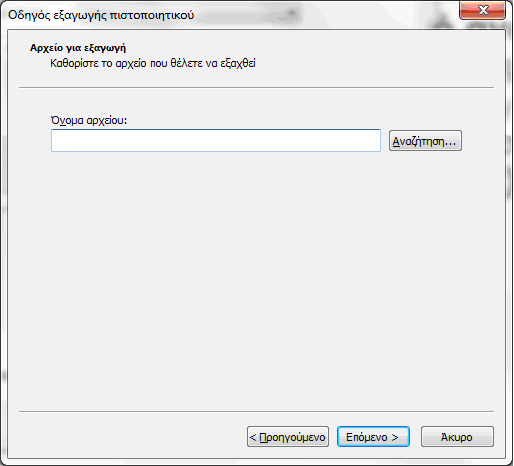 Οδηγός εξαγωγής πιστοποιητικού
Αρχείο για εξαγωγή
Καθορίστε το αρχείο που θέλετε να εξαχθεί
Όνομα αρχείου:
Αναζήτηση...
< Προηγούμενο
Επόμενο >
Άκυρο